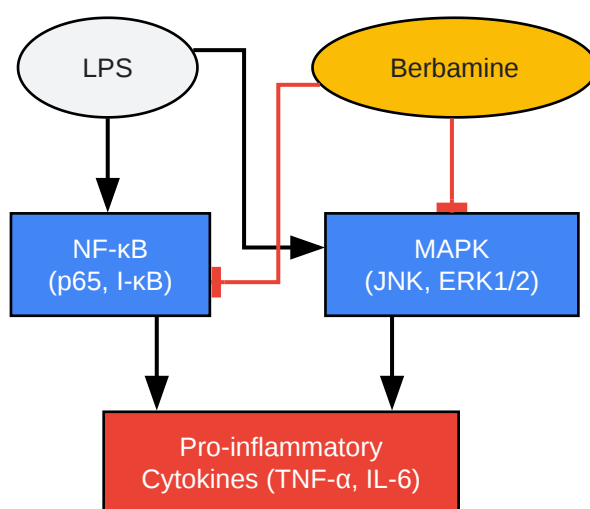 LPS
Berbamine
NF-κB
(p65, I-κB)
MAPK
(JNK, ERK1/2)
Pro-inflammatory
Cytokines (TNF-α, IL-6)